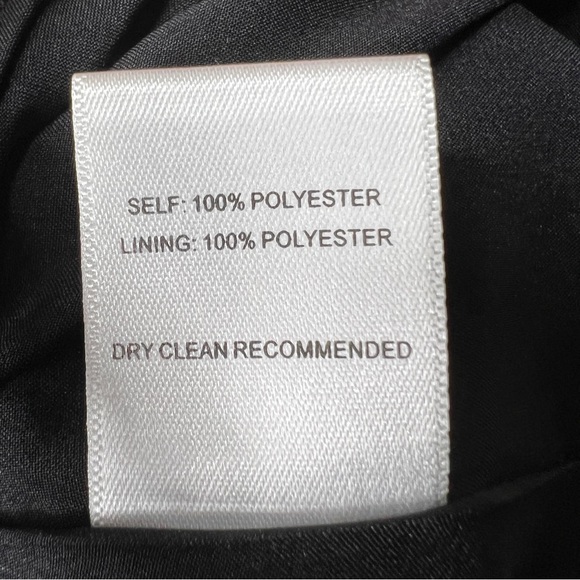 SELF: 100% POLYESTER
LINING: 100% POLYESTER
DRY CLEAN RECOMMENDED